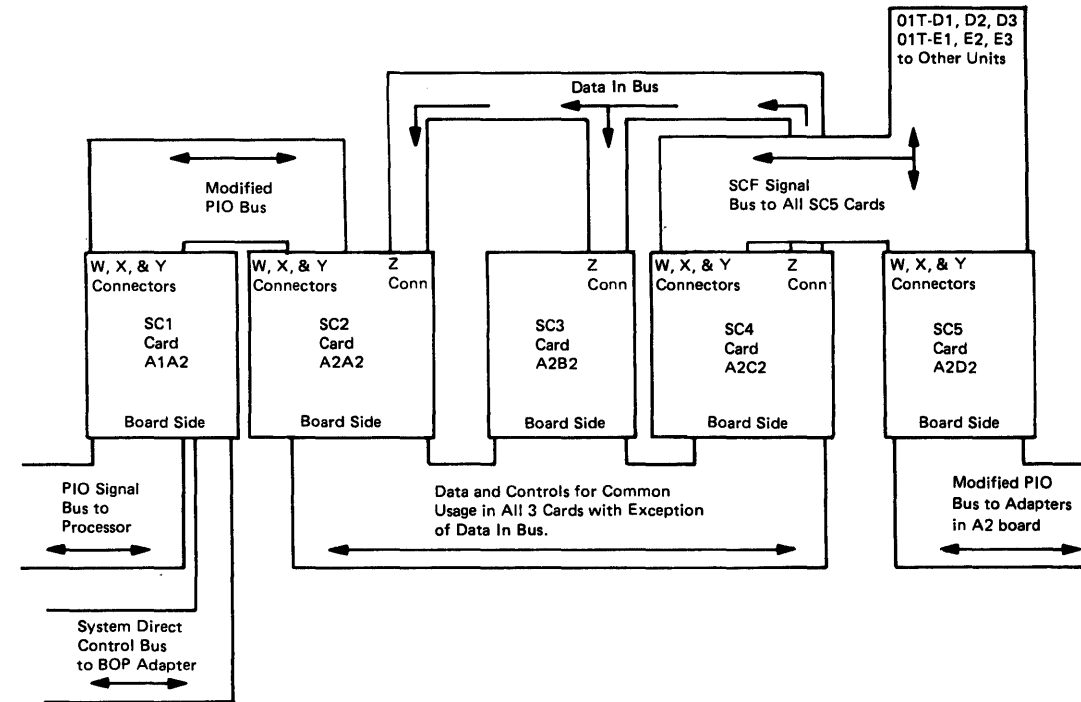 01T-D1, D2, D3
01T-E1, E2, E3
to Other Units
Data In Bus
Modified
PIO Bus
SCF Signal
Bus to All SC5 Cards
W, X, & Y
Connectors
SC1
Card
A1A2
Board Side
W, X, & Y
Connectors
Z
Conn
SC2
Card
A2A2
Board Side
Z
Conn
SC3
Card
A2B2
Board Side
W, X, & Y
Connectors
Z
Conn
SC4
Card
A2C2
Board Side
W, X, & Y
Connectors
SC5
Card
A2D2
Board Side
PIO Signal
Bus to
Processor
Data and Controls for Common
Usage in All 3 Cards with Exception
of Data In Bus.
Modified PIO
Bus to Adapters
in A2 board
System Direct
Control Bus
to BOP Adapter